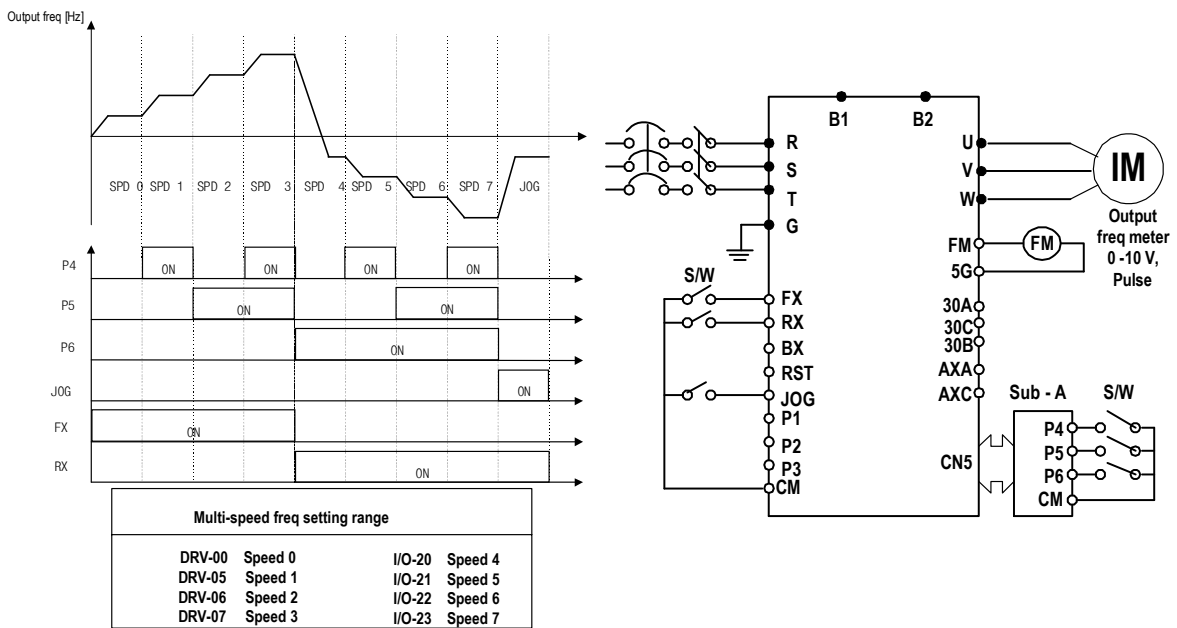 Output freq [Hz]
SPD 0 SPD 1 SPD 2 SPD 3 SPD 4 SPD 5 SPD 6 SPD 7 JOG
P4 ON ON ON ON
P5 ON ON
P6 ON
JOG ON
FX ON
RX ON
Multi-speed freq setting range
DRV-00 Speed 0 I/O-20 Speed 4
DRV-05 Speed 1 I/O-21 Speed 5
DRV-06 Speed 2 I/O-22 Speed 6
DRV-07 Speed 3 I/O-23 Speed 7
B1 B2
R
S
T
G
S/W
FX
RX
BX
RST
JOG
P1
P2
P3
CM
U
V
W
IM
Output
freq meter
0 -10 V,
Pulse
FM FM
5G
30A
30C
30B
AXA
AXC
CN5
Sub - A S/W
P4
P5
P6
CM